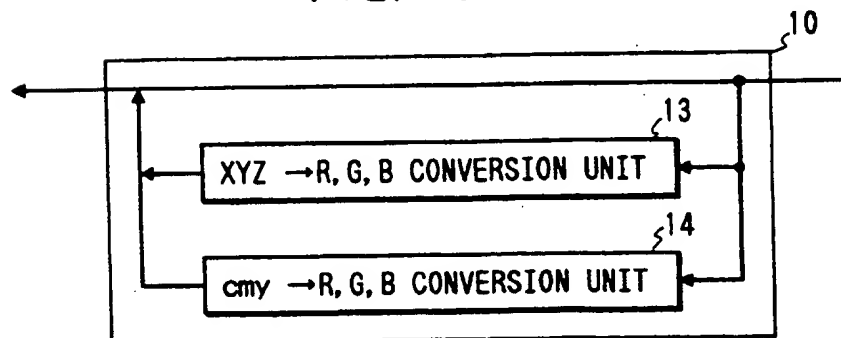 10
13
XYZ →R, G, B CONVERSION UNIT
14
cmy →R, G, B CONVERSION UNIT